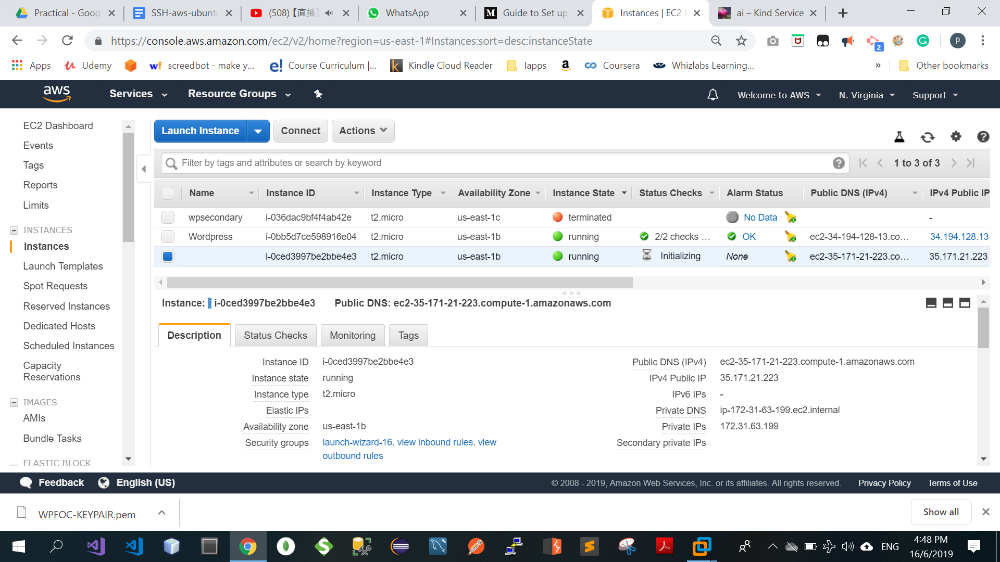 Practical - Goog
SSH-aws-ubuntu
(508)【直播】
WhatsApp
Guide to Set up
Instances | EC2 M
ai – Kind Service
https://console.aws.amazon.com/ec2/v2/home?region=us-east-1#Instances:sort=desc:instanceState
2
p
Apps
Udemy
wf screedbot - make y...
e! Course Curriculum |...
Kindle Cloud Reader
Iapps
Coursera
Whizlabs Learning...
»
Other bookmarks
aws
Services
Resource Groups
Welcome to AWS
N. Virginia
Support
EC2 Dashboard
Events
Tags
Reports
Limits
INSTANCES
Instances
Launch Templates
Spot Requests
Reserved Instances
Dedicated Hosts
Scheduled Instances
Capacity
Reservations
IMAGES
AMIs
Bundle Tasks
ELASTIC BLOCK
Launch Instance
Connect
Actions
Filter by tags and attributes or search by keyword
1 to 3 of 3
Name Instance ID Instance Type Availability Zone Instance State Status Checks Alarm Status Public DNS (IPv4) IPv4 Public IP
wpsecondary i-036dac9bf4f4ab42e t2.micro us-east-1c terminated No Data -
Wordpress i-0bb5d7ce598916e04 t2.micro us-east-1b running 2/2 checks ... OK ec2-34-194-128-13.co... 34.194.128.13
i-0ced3997be2bbe4e3 t2.micro us-east-1b running Initializing None ec2-35-171-21-223.co... 35.171.21.223
Instance: i-0ced3997be2bbe4e3 Public DNS: ec2-35-171-21-223.compute-1.amazonaws.com
Description
Status Checks
Monitoring
Tags
Instance ID i-0ced3997be2bbe4e3
Instance state running
Instance type t2.micro
Elastic IPs
Availability zone us-east-1b
Security groups launch-wizard-16. view inbound rules. view
outbound rules
Public DNS (IPv4) ec2-35-171-21-223.compute-1.amazonaws.com
IPv4 Public IP 35.171.21.223
IPv6 IPs -
Private DNS ip-172-31-63-199.ec2.internal
Private IPs 172.31.63.199
Secondary private IPs
Feedback
English (US)
© 2008 - 2019, Amazon Web Services, Inc. or its affiliates. All rights reserved.
Privacy Policy
Terms of Use
WPFOC-KEYPAIR.pem
Show all
ENG
4:48 PM
16/6/2019